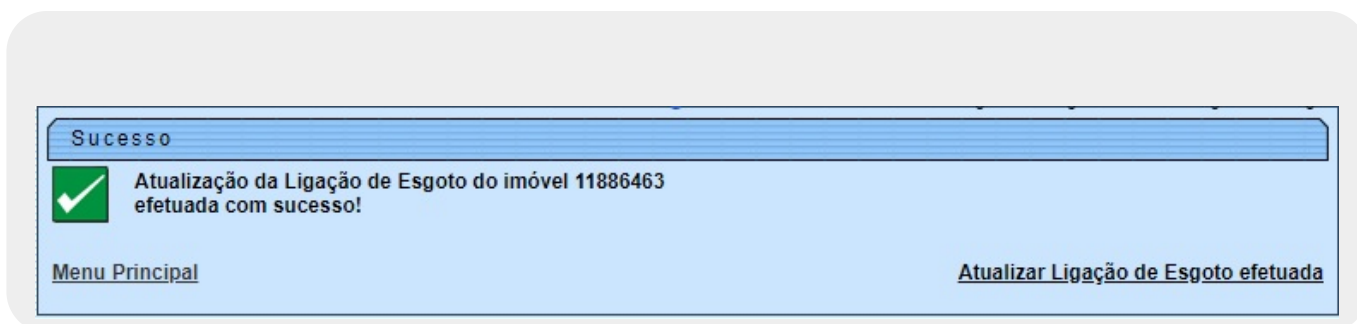 Sucesso
Atualização da Ligação de Esgoto do imóvel 11886463
efetuada com sucesso!
Menu Principal
Atualizar Ligação de Esgoto efetuada